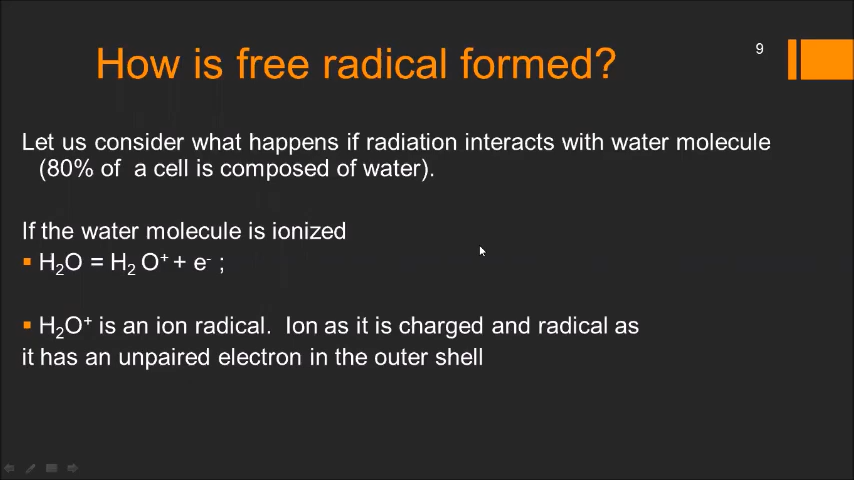 9
How is free radical formed?
Let us consider what happens if radiation interacts with water molecule
(80% of a cell is composed of water).
If the water molecule is ionized
▪ H₂O = H₂ O⁺ + e⁻ ;
▪ H₂O⁺ is an ion radical. Ion as it is charged and radical as
it has an unpaired electron in the outer shell